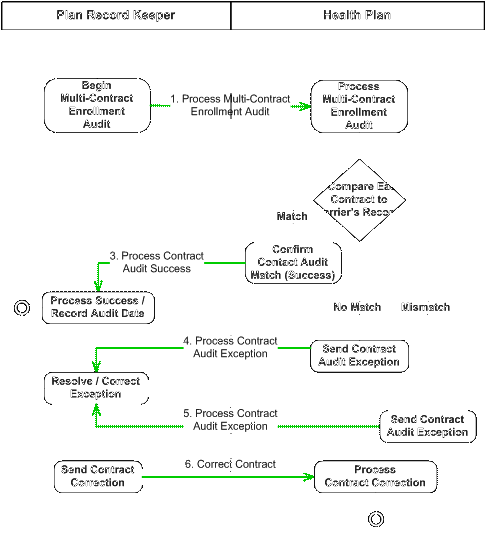 Plan Record Keeper
Health Plan
Begin
Multi-Contract
Enrollment
Audit
1. Process Multi-Contract
Enrollment Audit
Process
Multi-Contract
Enrollment
Audit
Compare Ea
Contract to
rrier's Reco
Match
3. Process Contract
Audit Success
Confirm
Contact Audit
Match (Success)
Process Success /
Record Audit Date
No Match
Mismatch
4. Process Contract
Audit Exception
Send Contract
Audit Exception
Resolve / Correct
Exception
5. Process Contract
Audit Exception
Send Contract
Audit Exception
Send Contract
Correction
6. Correct Contract
Process
Contract Correction